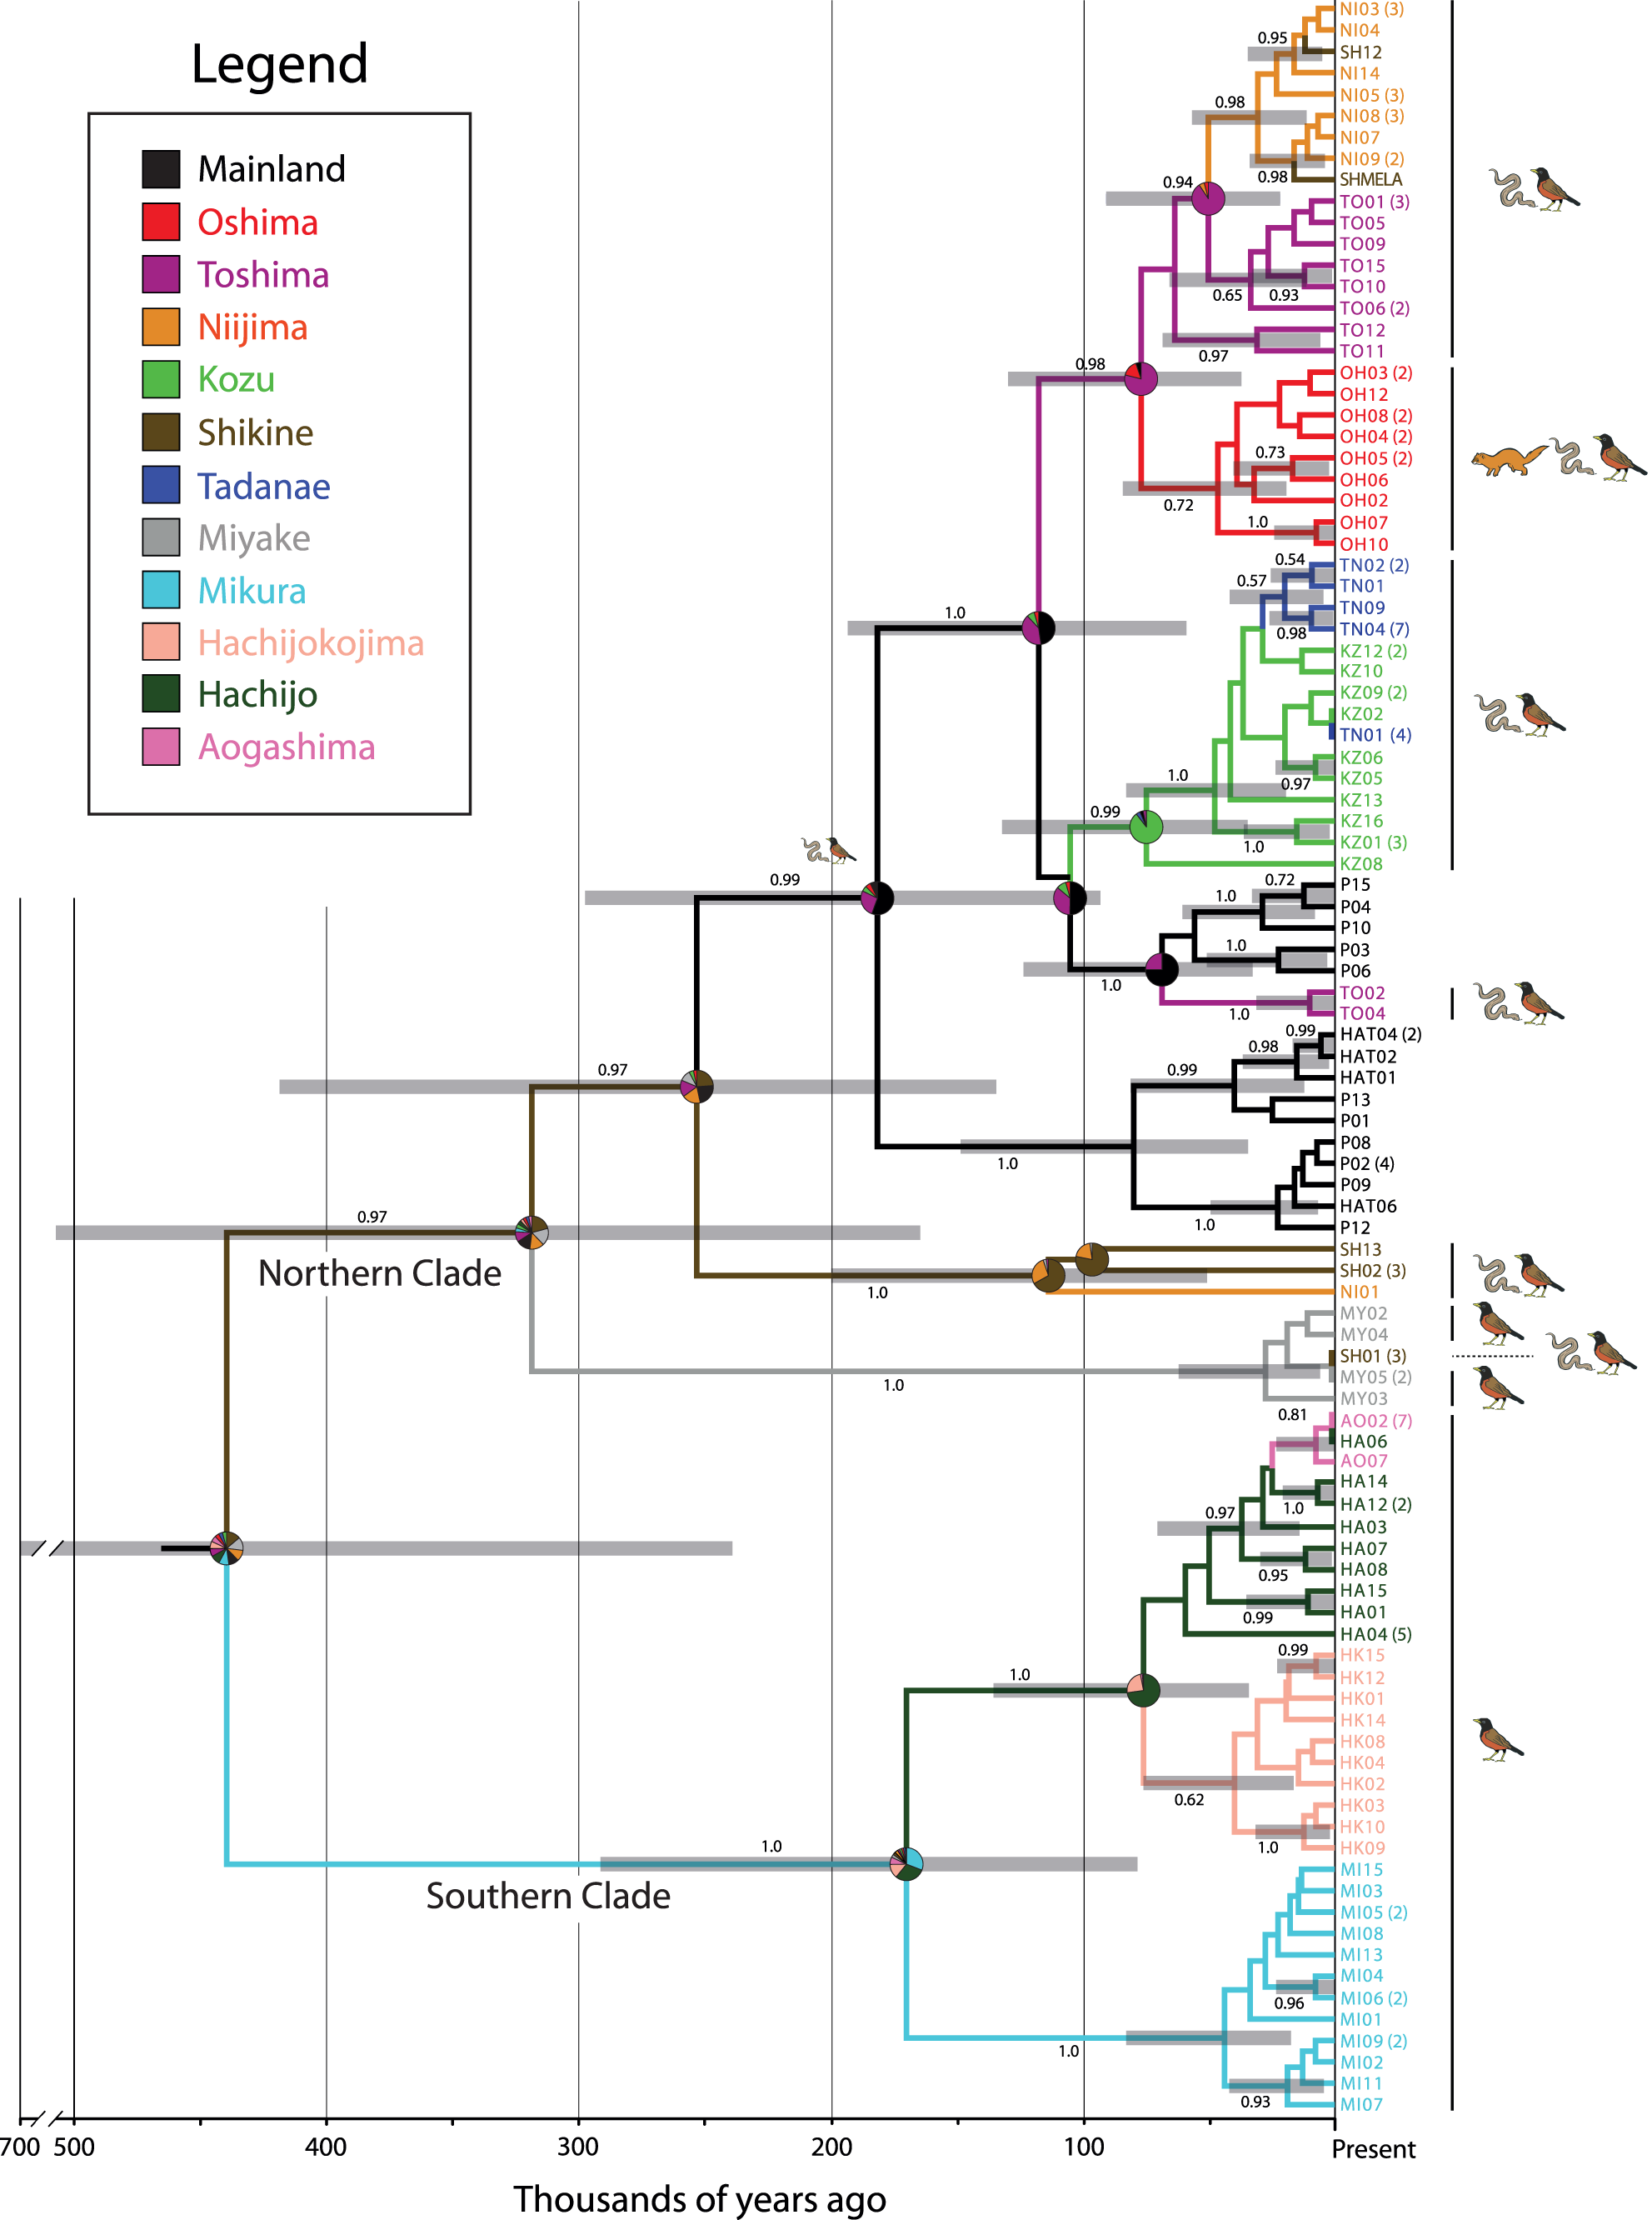 Legend
Mainland
Oshima
Toshima
Niijima
Kozu
Shikine
Tadanae
Miyake
Mikura
Hachijokojima
Hachijo
Aogashima
NI03 (3)
NI04
0.95
SH12
NI14
NI05 (3)
0.98
NI08 (3)
NI07
NI09 (2)
0.98
SHMELA
0.94
TO01 (3)
TO05
TO09
TO15
TO10
0.65
0.93
TO06 (2)
TO12
TO11
0.97
0.98
OH03 (2)
OH12
OH08 (2)
OH04 (2)
0.73
OH05 (2)
OH06
OH02
0.72
1.0
OH07
OH10
0.54
TN02 (2)
0.57
TN01
TN09
0.98
TN04 (7)
1.0
KZ12 (2)
KZ10
KZ09 (2)
KZ02
TN01 (4)
KZ06
1.0
KZ05
0.97
KZ13
0.99
KZ16
KZ01 (3)
1.0
KZ08
0.99
0.72
P15
1.0
P04
P10
1.0
P03
P06
1.0
TO02
TO04
1.0
0.99
HAT04 (2)
0.98
HAT02
0.99
HAT01
0.97
P13
P01
P08
1.0
P02 (4)
P09
HAT06
1.0
P12
0.97
SH13
Northern Clade
SH02 (3)
1.0
NI01
MY02
MY04
SH01 (3)
1.0
MY05 (2)
MY03
0.81
AO02 (7)
HA06
AO07
HA14
1.0
HA12 (2)
0.97
HA03
HA07
HA08
0.95
HA15
HA01
0.99
HA04 (5)
0.99
HK15
1.0
HK12
HK01
HK14
HK08
HK04
HK02
0.62
HK03
HK10
1.0
HK09
1.0
MI15
Southern Clade
MI03
MI05 (2)
MI08
MI13
MI04
0.96
MI06 (2)
MI01
MI09 (2)
1.0
MI02
MI11
0.93
MI07
700 500 400 300 200 100 Present
Thousands of years ago